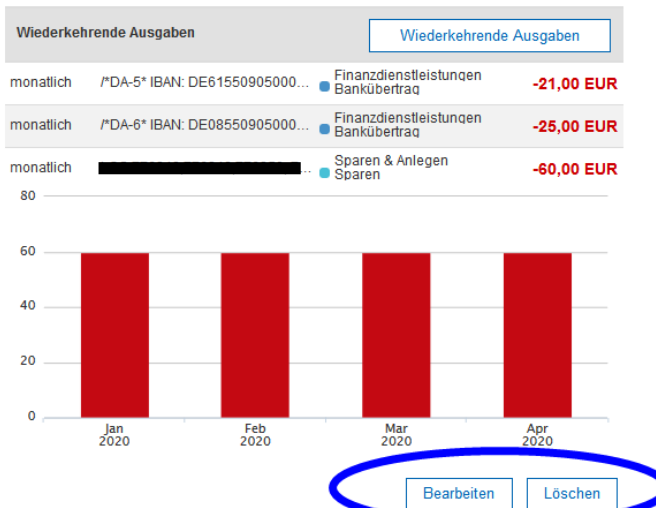 Wiederkehrende Ausgaben Wiederkehrende Ausgaben
monatlich /*DA-5* IBAN: DE61550905000... Finanzdienstleistungen -21,00 EUR
Bankübertrag
monatlich /*DA-6* IBAN: DE08550905000... Finanzdienstleistungen -25,00 EUR
Bankübertrag
monatlich ... Sparen & Anlegen -60,00 EUR
Sparen
80
60
40
20
0
Jan Feb Mar Apr
2020 2020 2020 2020
Bearbeiten Löschen